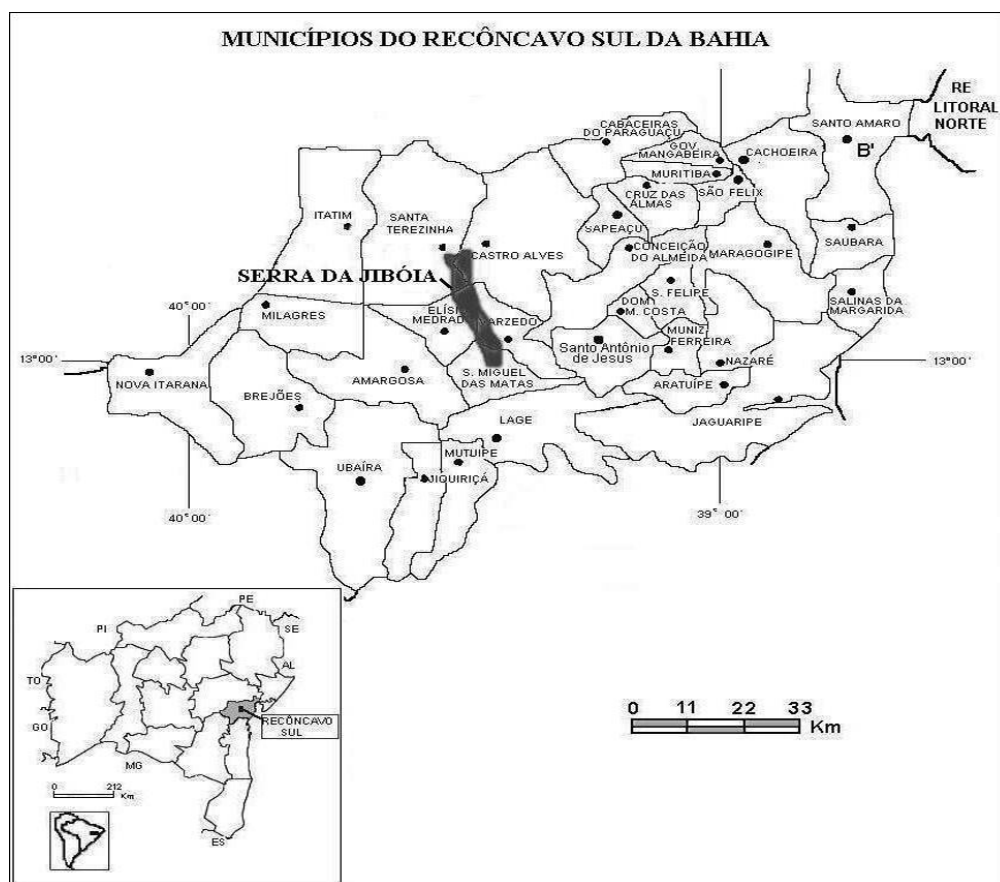 MUNICÍPIOS DO RECÔNCAVO SUL DA BAHIA
RE
LITORAL
NORTE
SANTO AMARO
B'
CABACEIRAS
DO PARAGUAÇU
GOV.
MANGABEIRA
CACHOEIRA
MURITIBA
SÃO FELIX
CRUZ DAS
ALMAS
ITATIM
SANTA
TEREZINHA
SAPEAÇU
CASTRO ALVES
CONCEIÇÃO
DO ALMEIDA
MARAGOGIPE
SAUBARA
SERRA DA JIBÓIA
S. FELIPE
SALINAS DA
MARGARIDA
40°00'
MILAGRES
MEDRADO
VARZEDO
DOM
M. COSTA
MUNIZ
FERREIRA
Santo Antônio
de Jesus
13°00'
13°00'
NAZARÉ
NOVA ITARANA
AMARGOSA
S. MIGUEL
DAS MATAS
ARATUÍPE
BREJÕES
JAGUARIPE
LAGE
MUTUIPE
UBAÍRA
JIQUIRIÇÁ
40° 00'
39° 00'
PE
PI
SE
AL
TO
GO
RECÔNCAVO
SUL
MG
0 212
Km
ES
0 11 22 33
Km